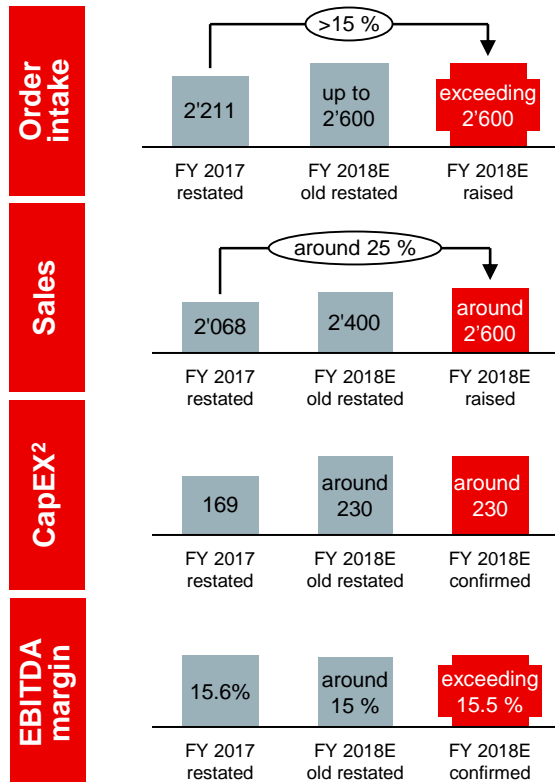 Order
intake
>15 %
2'211
up to
2'600
exceeding
2'600
FY 2017
restated
FY 2018E
old restated
FY 2018E
raised
Sales
around 25 %
2'068
2'400
around
2’600
FY 2017
restated
FY 2018E
old restated
FY 2018E
raised
CapEX²
169
around
230
around
230
FY 2017
restated
FY 2018E
old restated
FY 2018E
confirmed
EBITDA
margin
15.6%
around
15 %
exceeding
15.5 %
FY 2017
restated
FY 2018E
old restated
FY 2018E
confirmed